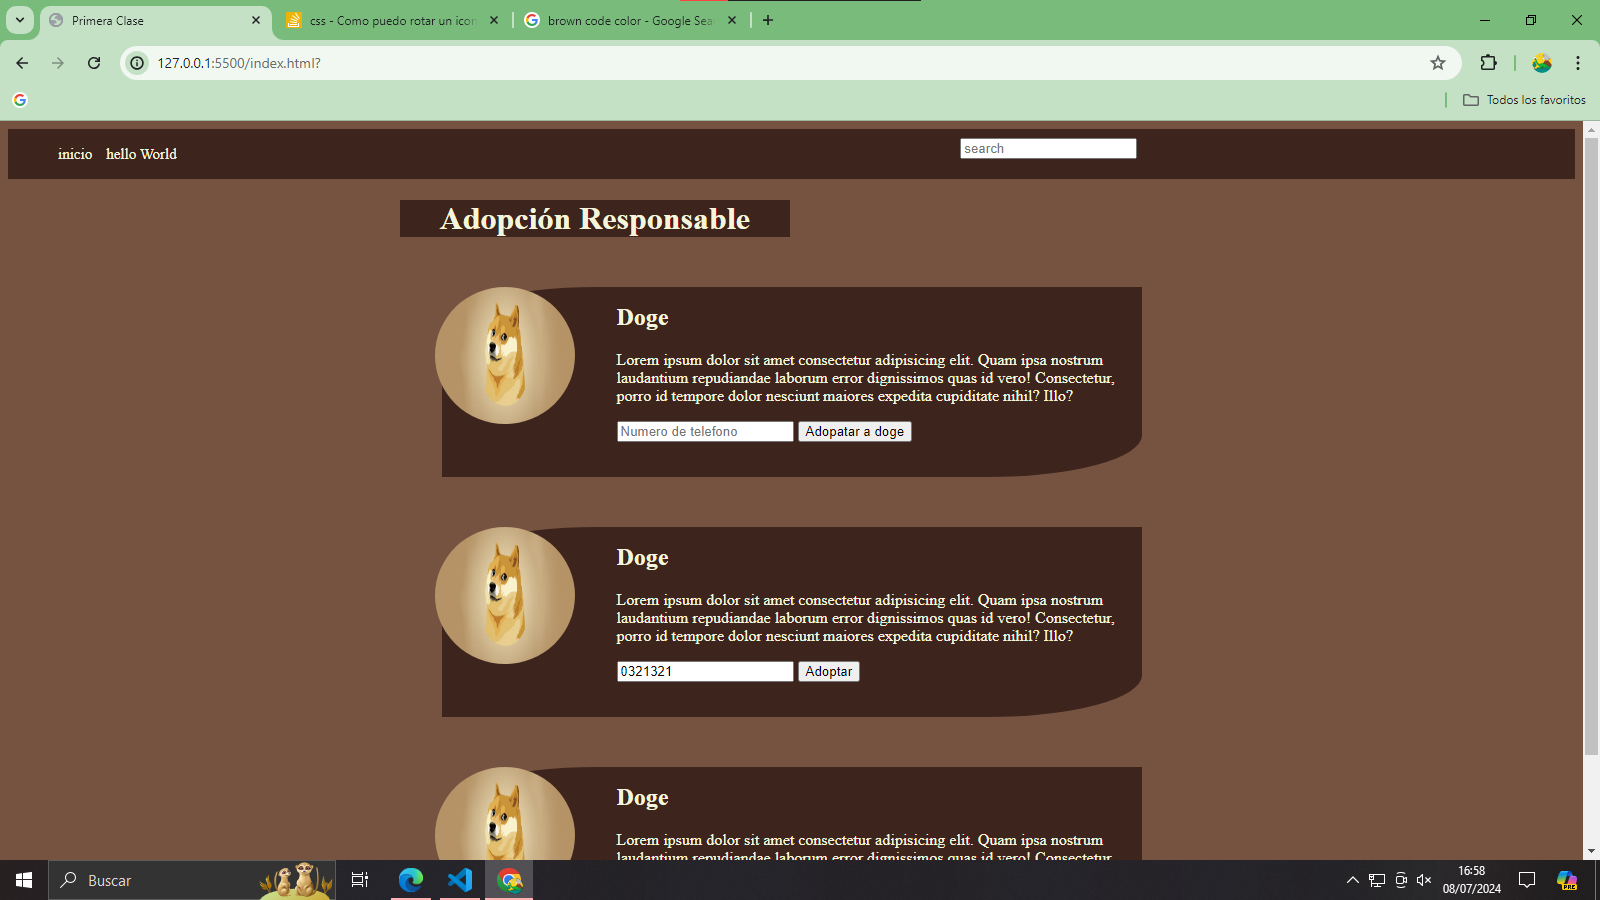 Primera Clase
css - Como puedo rotar un icon
brown code color - Google Sea
127.0.0.1:5500/index.html?
Todos los favoritos
inicio hello World
search
Adopción Responsable
Doge
Lorem ipsum dolor sit amet consectetur adipisicing elit. Quam ipsa nostrum
laudantium repudiandae laborum error dignissimos quas id vero! Consectetur,
porro id tempore dolor nesciunt maiores expedita cupiditate nihil? Illo?
Numero de telefono Adopatar a doge
Doge
Lorem ipsum dolor sit amet consectetur adipisicing elit. Quam ipsa nostrum
laudantium repudiandae laborum error dignissimos quas id vero! Consectetur,
porro id tempore dolor nesciunt maiores expedita cupiditate nihil? Illo?
0321321 Adoptar
Doge
Lorem ipsum dolor sit amet consectetur adipisicing elit. Quam ipsa nostrum
laudantium repudiandae laborum error dignissimos quas id vero! Consectetur,
Buscar
16:58
08/07/2024
PRE